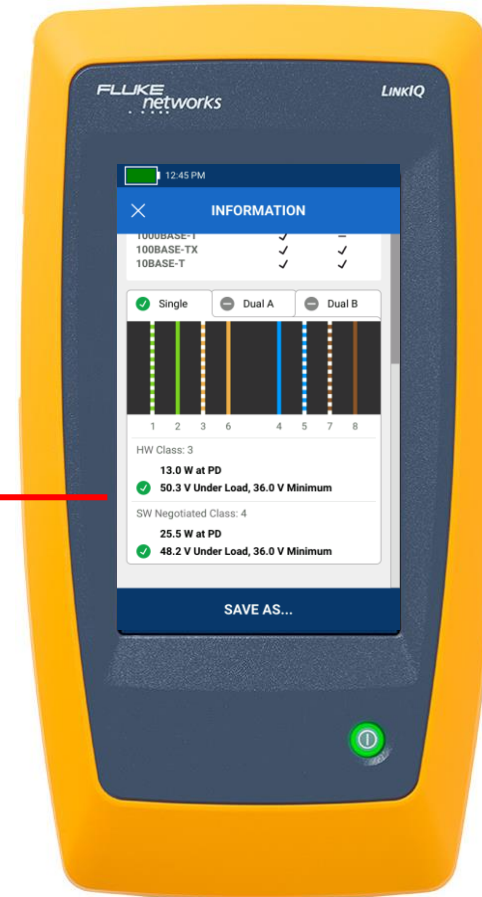 FLUKE
networks
LINKIQ
12:45 PM
INFORMATION
1000BASE-T ✓ –
100BASE-TX ✓ ✓
10BASE-T ✓ ✓
Single Dual A Dual B
1 2 3 6 4 5 7 8
HW Class: 3
13.0 W at PD
50.3 V Under Load, 36.0 V Minimum
SW Negotiated Class: 4
25.5 W at PD
48.2 V Under Load, 36.0 V Minimum
SAVE AS...